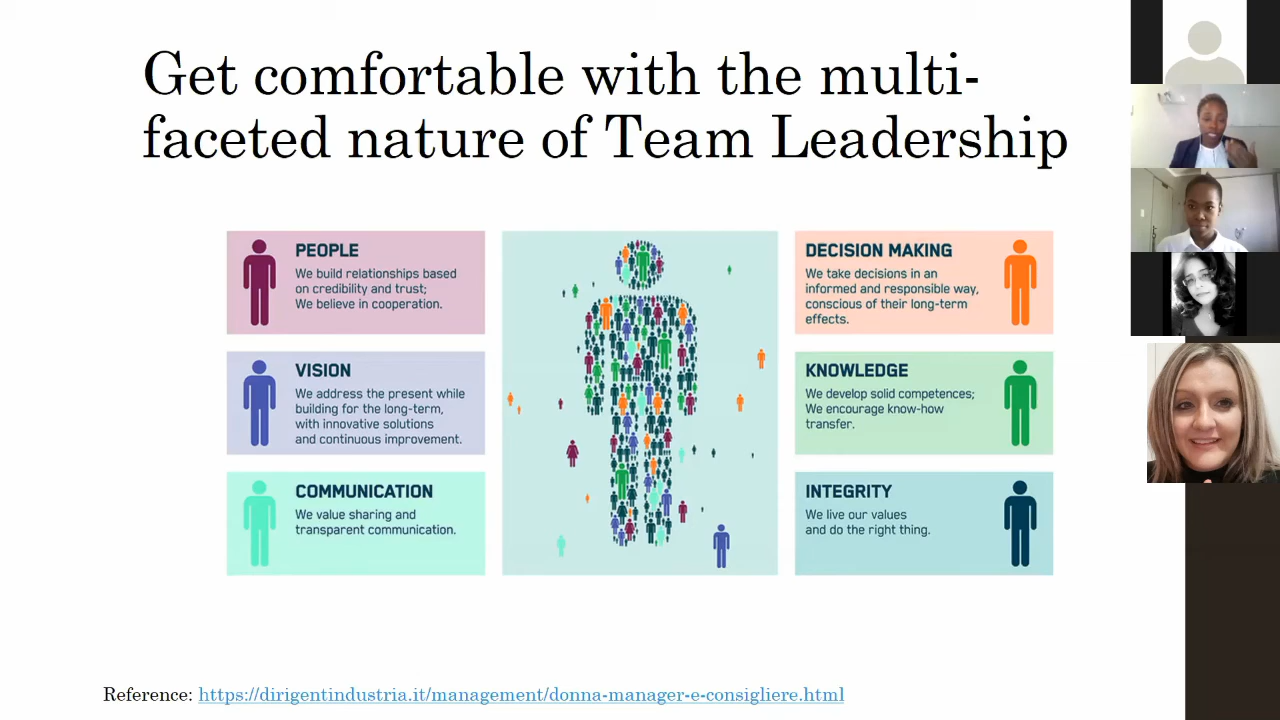 Get comfortable with the multi-
faceted nature of Team Leadership
PEOPLE
We build relationships based
on credibility and trust;
We believe in cooperation.
VISION
We address the present while
building for the long-term,
with innovative solutions
and continuous improvement.
COMMUNICATION
We value sharing and
transparent communication.
DECISION MAKING
We take decisions in an
informed and responsible way,
conscious of their long-term
effects.
KNOWLEDGE
We develop solid competences;
We encourage know-how
transfer.
INTEGRITY
We live our values
and do the right thing.
Reference: https://dirigentindustria.it/management/donna-manager-e-consigliere.html